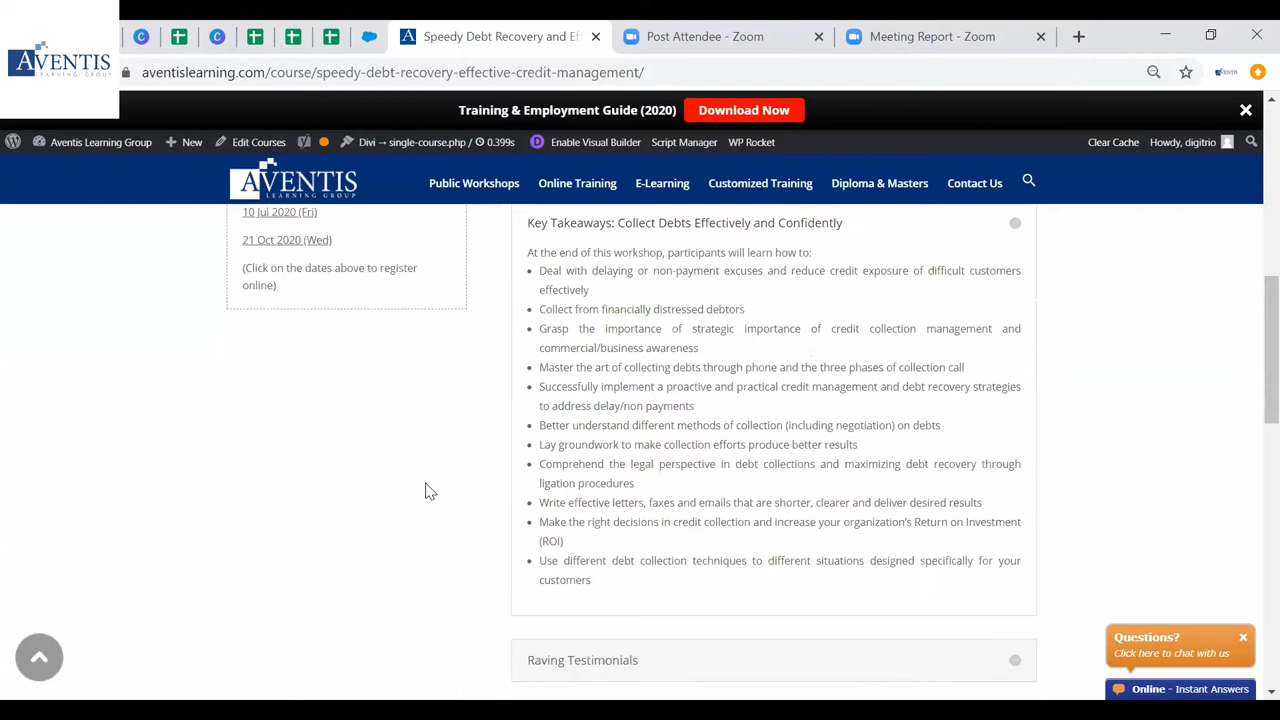 AVENTIS
LEARNING GROUP
Speedy Debt Recovery and Ef
Post Attendee - Zoom
Meeting Report - Zoom
aventislearning.com/course/speedy-debt-recovery-effective-credit-management/
Training & Employment Guide (2020) Download Now
Aventis Learning Group New Edit Courses Divi → single-course.php / 0.399s Enable Visual Builder Script Manager WP Rocket Clear Cache Howdy, digitrio
AVENTIS
LEARNING GROUP
Public Workshops Online Training E-Learning Customized Training Diploma & Masters Contact Us
10 Jul 2020 (Fri)
21 Oct 2020 (Wed)
(Click on the dates above to register
online)
Key Takeaways: Collect Debts Effectively and Confidently
At the end of this workshop, participants will learn how to:
Deal with delaying or non-payment excuses and reduce credit exposure of difficult customers
effectively
Collect from financially distressed debtors
Grasp the importance of strategic importance of credit collection management and
commercial/business awareness
Master the art of collecting debts through phone and the three phases of collection call
Successfully implement a proactive and practical credit management and debt recovery strategies
to address delay/non payments
Better understand different methods of collection (including negotiation) on debts
Lay groundwork to make collection efforts produce better results
Comprehend the legal perspective in debt collections and maximizing debt recovery through
ligation procedures
Write effective letters, faxes and emails that are shorter, clearer and deliver desired results
Make the right decisions in credit collection and increase your organization's Return on Investment
(ROI)
Use different debt collection techniques to different situations designed specifically for your
customers
Raving Testimonials
Questions?
Click here to chat with us
Online - Instant Answers